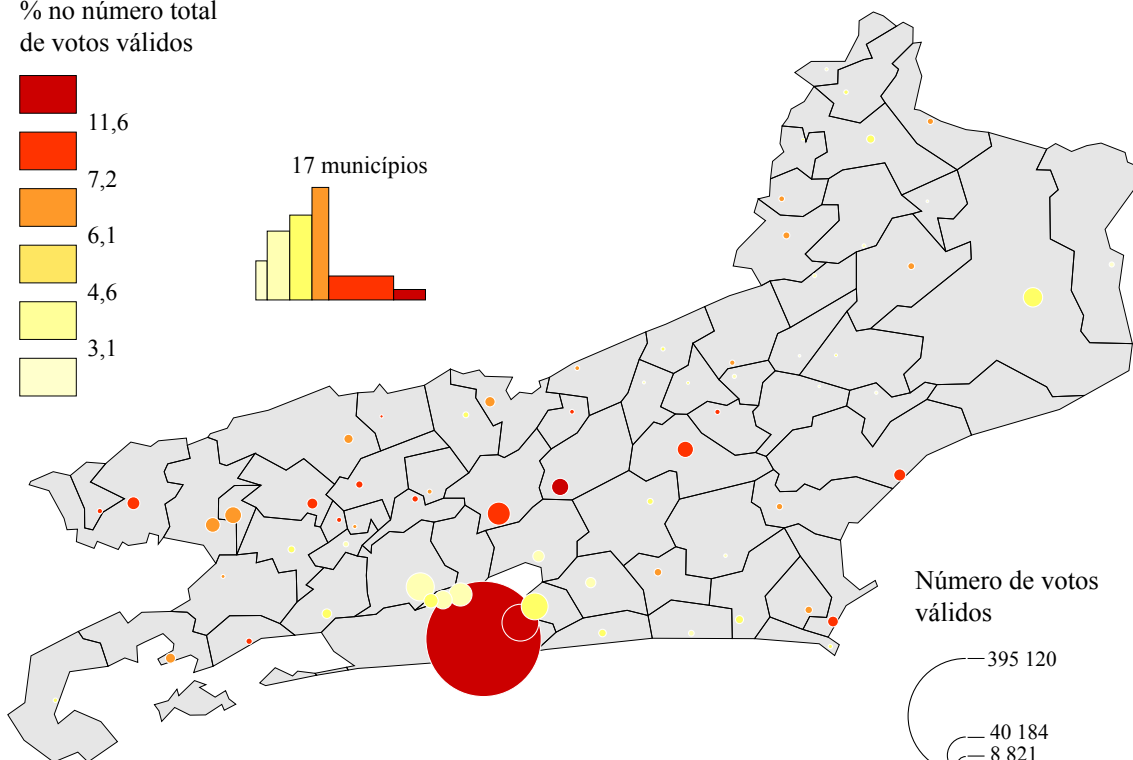 % no número total
de votos válidos
11,6
7,2
6,1
4,6
3,1
17 municípios
Número de votos
válidos
395 120
40 184
8 821